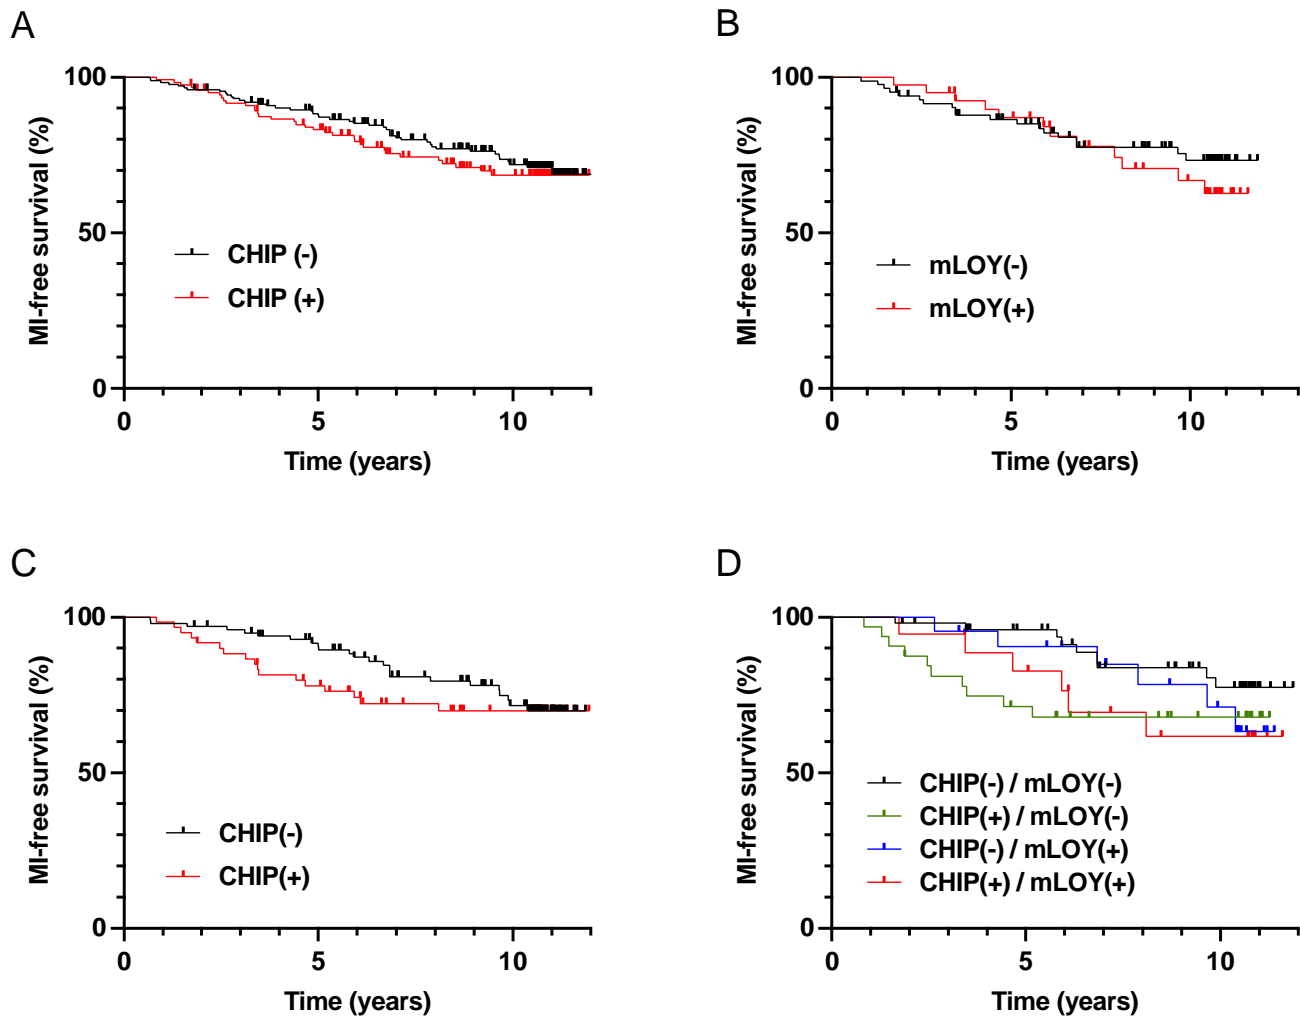 A
100
50
0
0 5 10
MI-free survival (%)
Time (years)
CHIP (-)
CHIP (+)
B
100
50
0
0 5 10
MI-free survival (%)
Time (years)
mLOY(-)
mLOY(+)
C
100
50
0
0 5 10
MI-free survival (%)
Time (years)
CHIP(-)
CHIP(+)
D
100
50
0
0 5 10
MI-free survival (%)
Time (years)
CHIP(-) / mLOY(-)
CHIP(+) / mLOY(-)
CHIP(-) / mLOY(+)
CHIP(+) / mLOY(+)